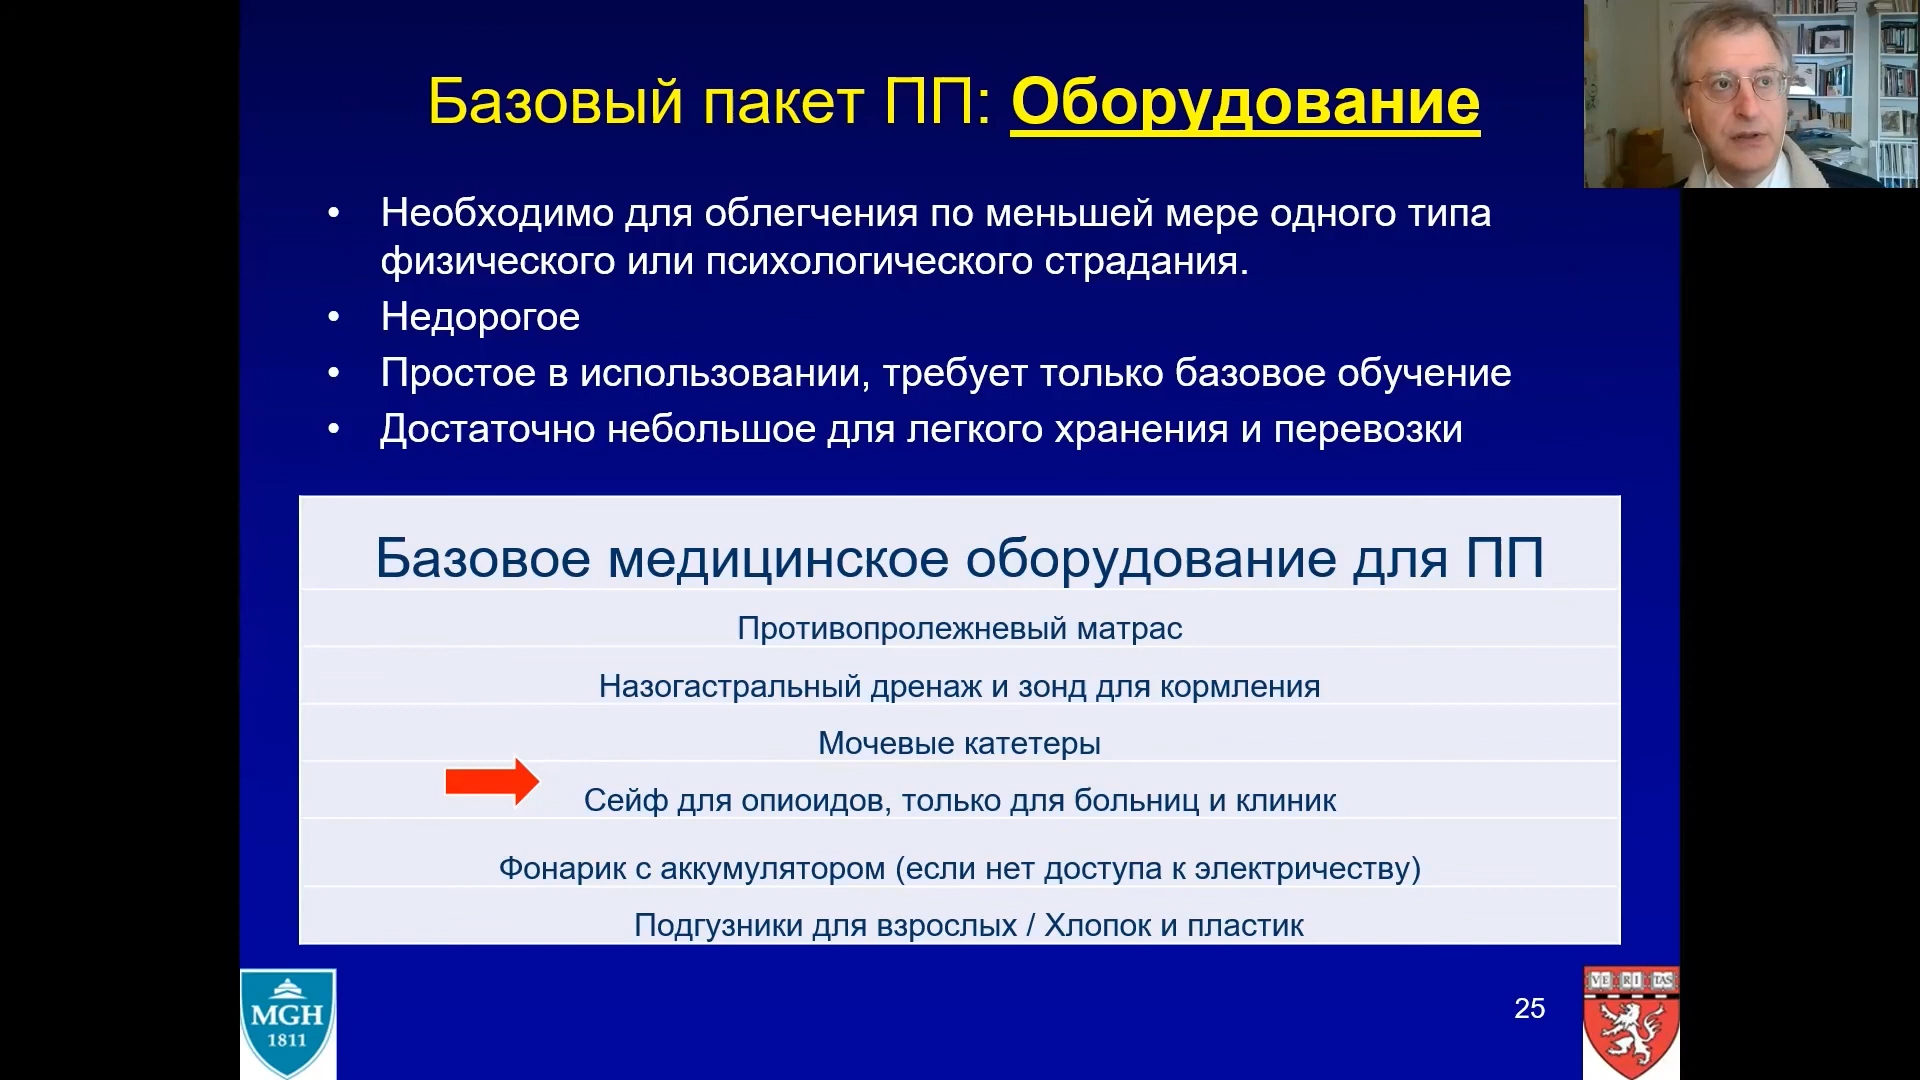 Базовый пакет ПП: Оборудование
• Необходимо для облегчения по меньшей мере одного типа
физического или психологического страдания.
• Недорогое
• Простое в использовании, требует только базовое обучение
• Достаточно небольшое для легкого хранения и перевозки
Базовое медицинское оборудование для ПП
Противопролежневый матрас
Назогастральный дренаж и зонд для кормления
Мочевые катетеры
Сейф для опиоидов, только для больниц и клиник
Фонарик с аккумулятором (если нет доступа к электричеству)
Подгузники для взрослых / Хлопок и пластик
MGH
1811
25
VE RI TAS